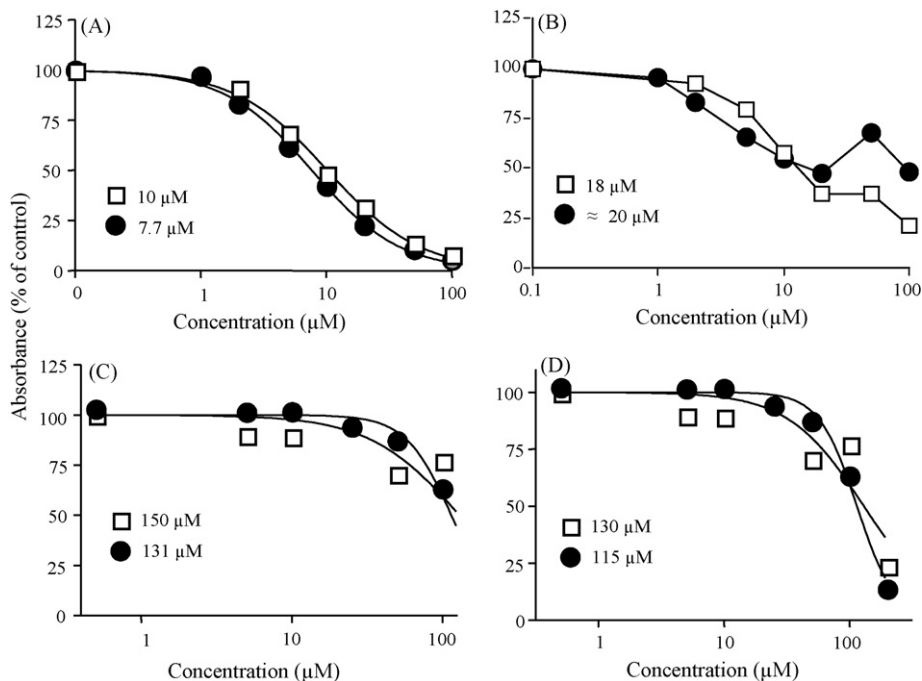 Absorbance (% of control)
(A)
125
100
75
50
25
0
10 µM
7.7 µM
0 1 10 100
Concentration (µM)
(B)
125
100
75
50
25
0
18 µM
≈ 20 µM
0.1 1 10 100
Concentration (µM)
(C)
125
100
75
50
25
0
150 µM
131 µM
1 10 100
Concentration (µM)
(D)
125
100
75
50
25
0
130 µM
115 µM
1 10 100
Concentration (µM)